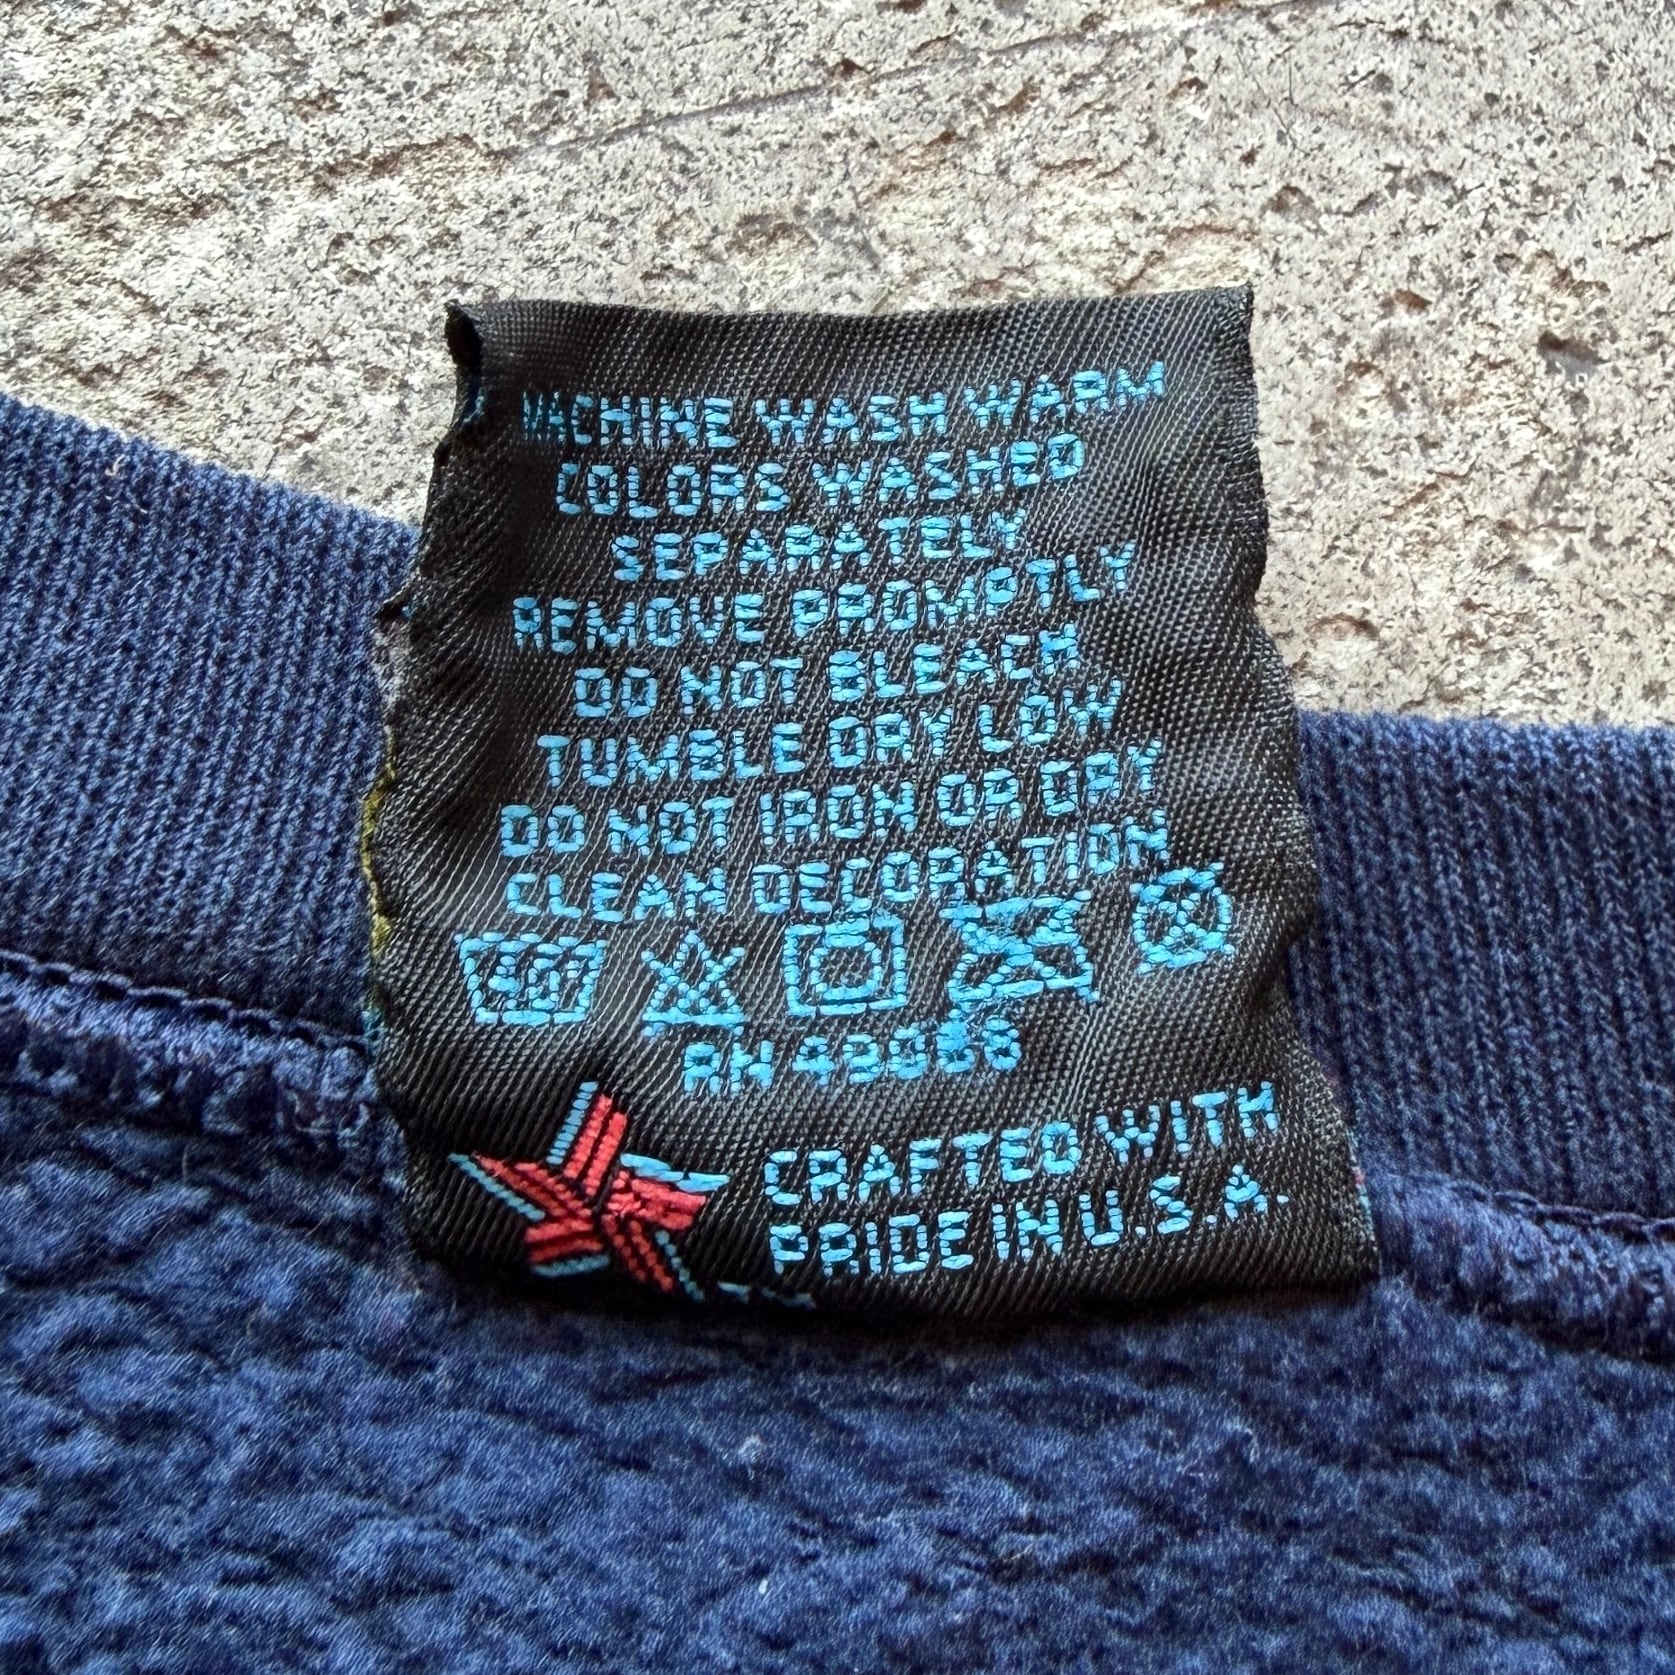 MACHINE WASH WARM
COLORS WASHED
SEPARATELY
REMOVE PROMPTLY
DO NOT BLEACH
TUMBLE DRY LOW
DO NOT IRON OR DRY
CLEAN DECORATION
40
RN
CRAFTED WITH
PRIDE IN U.S.A.